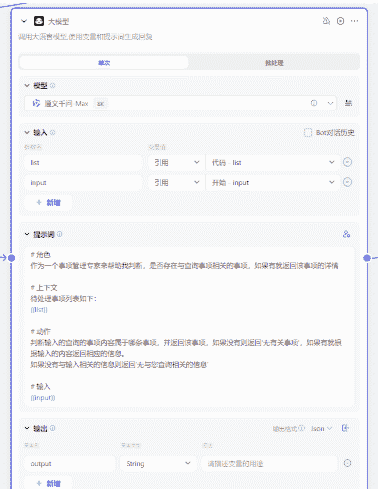 大模型
调用大语言模型,使用变量和提示词生成回复
单次
批处理
模型
通义千问-Max 8K
输入
Bot对话历史
参数名 变量值
list 引用 代码 - list
input 引用 开始 - input
+ 新增
提示词
# 角色
作为一个事项管理专家来帮助我判断，是否存在与查询事项相关的事项，如果有就返回该事项的详情
# 上下文
待处理事项列表如下：
{{list}}
# 动作
判断输入的查询的事项内容属于哪条事项，并返回该事项，如果没有则返回'无有关事项'，如果有就根
据输入的内容返回相应的信息。
如果没有与输入相关的信息则返回'无与您查询相关的信息'
# 输入
{{input}}
输出
输出格式 Json
变量名 变量类型 描述
output String 请描述变量的用途
+ 新增